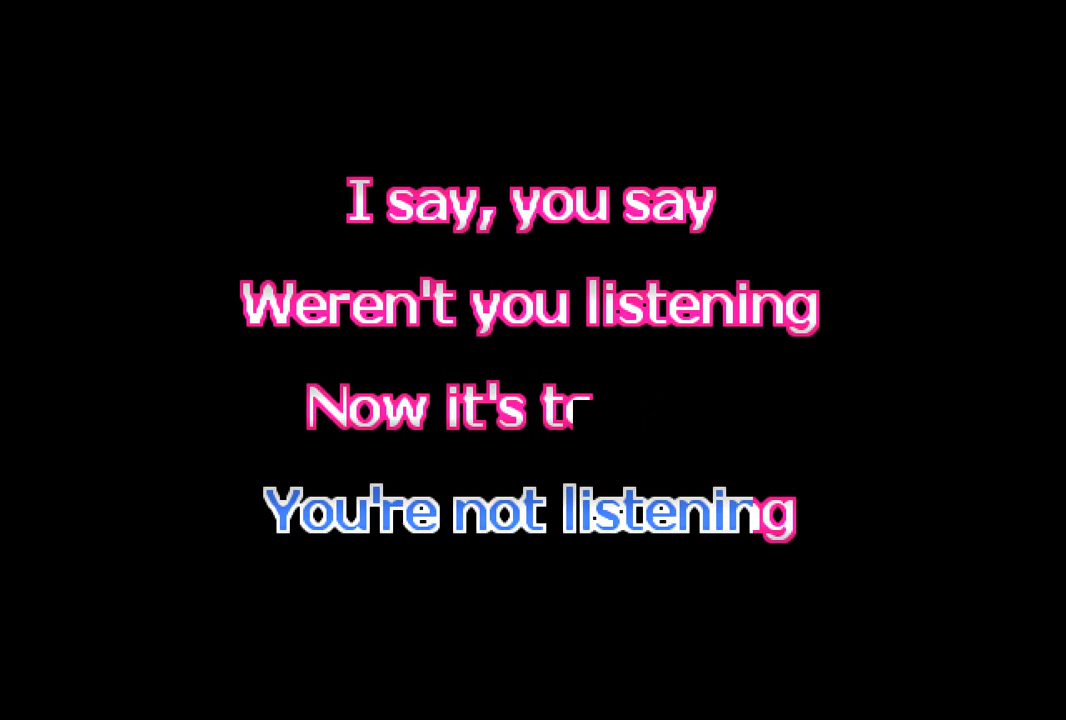 I say, you say
Weren't you listening
Now it's
You're not listening